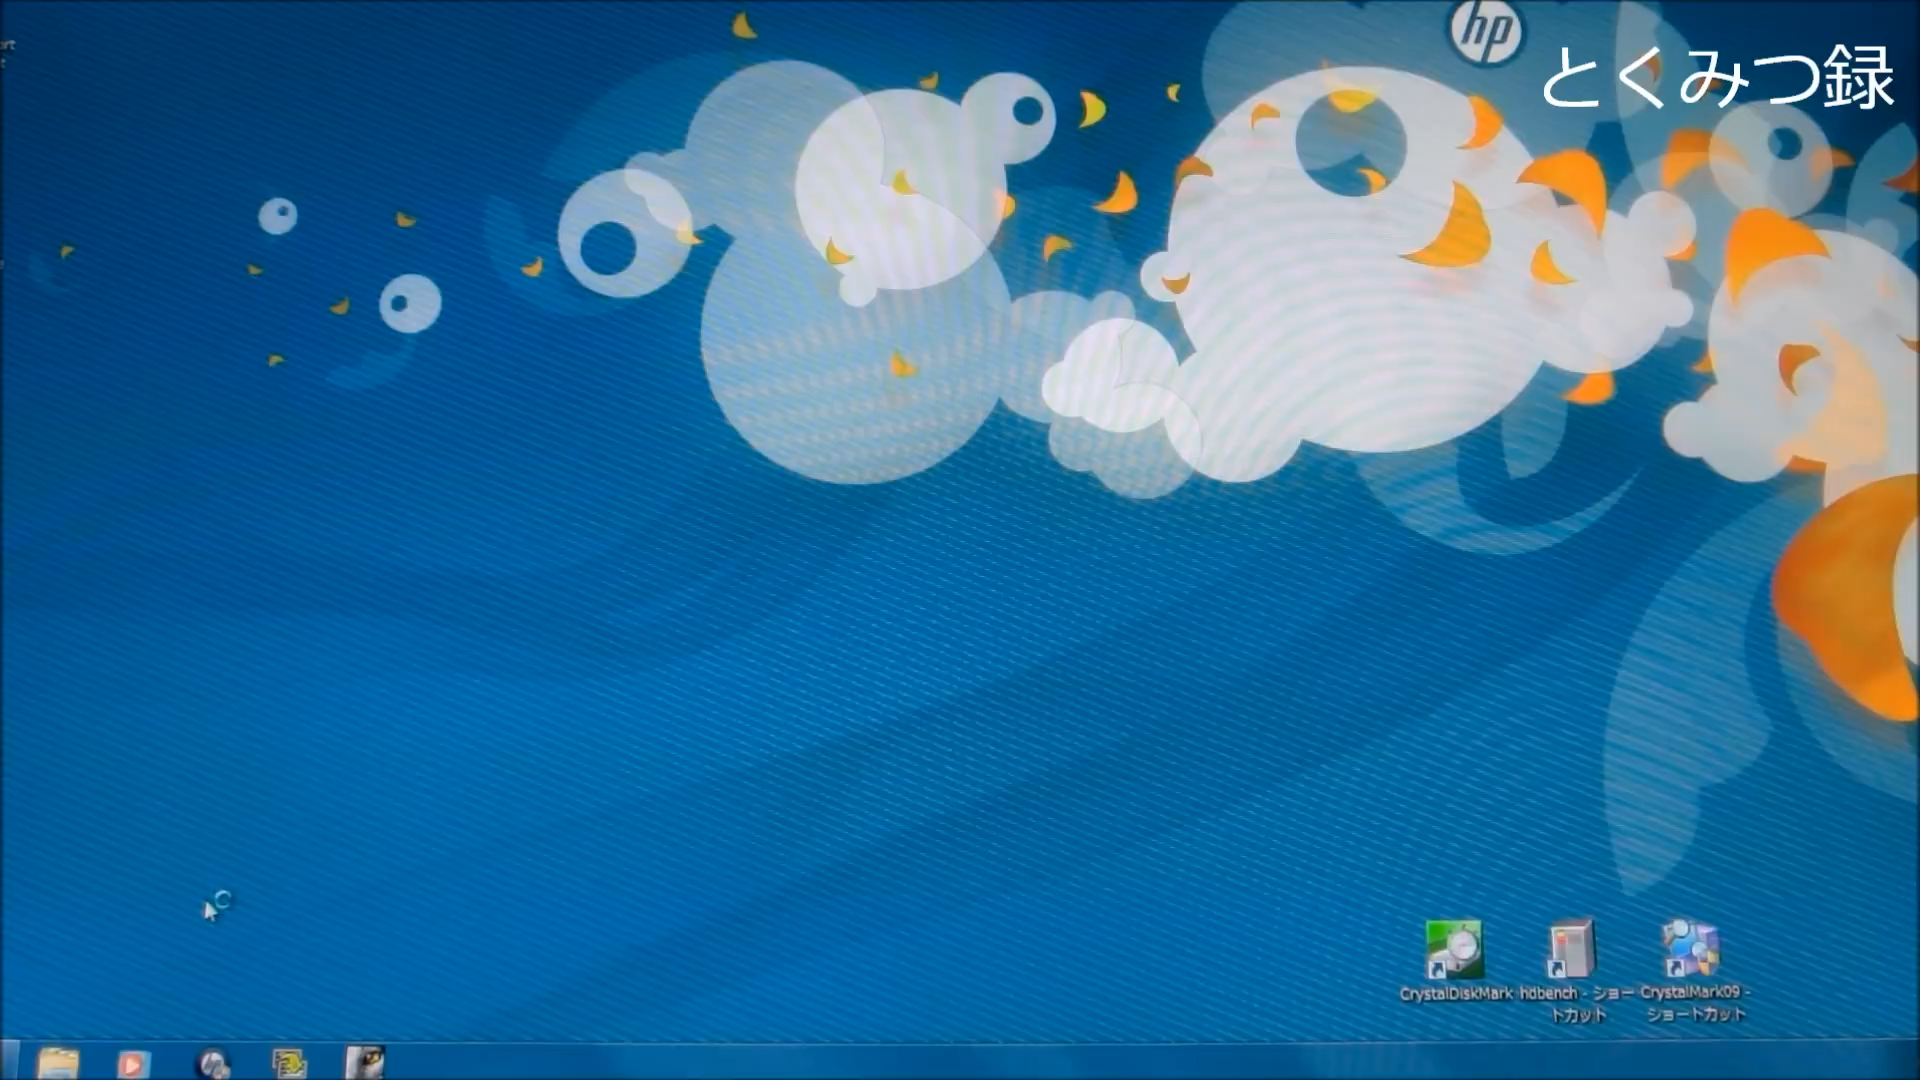 hp
とくみつ録
CrystalDiskMark
hdbench - ショー
トカット
CrystalMark09 -
ショートカット